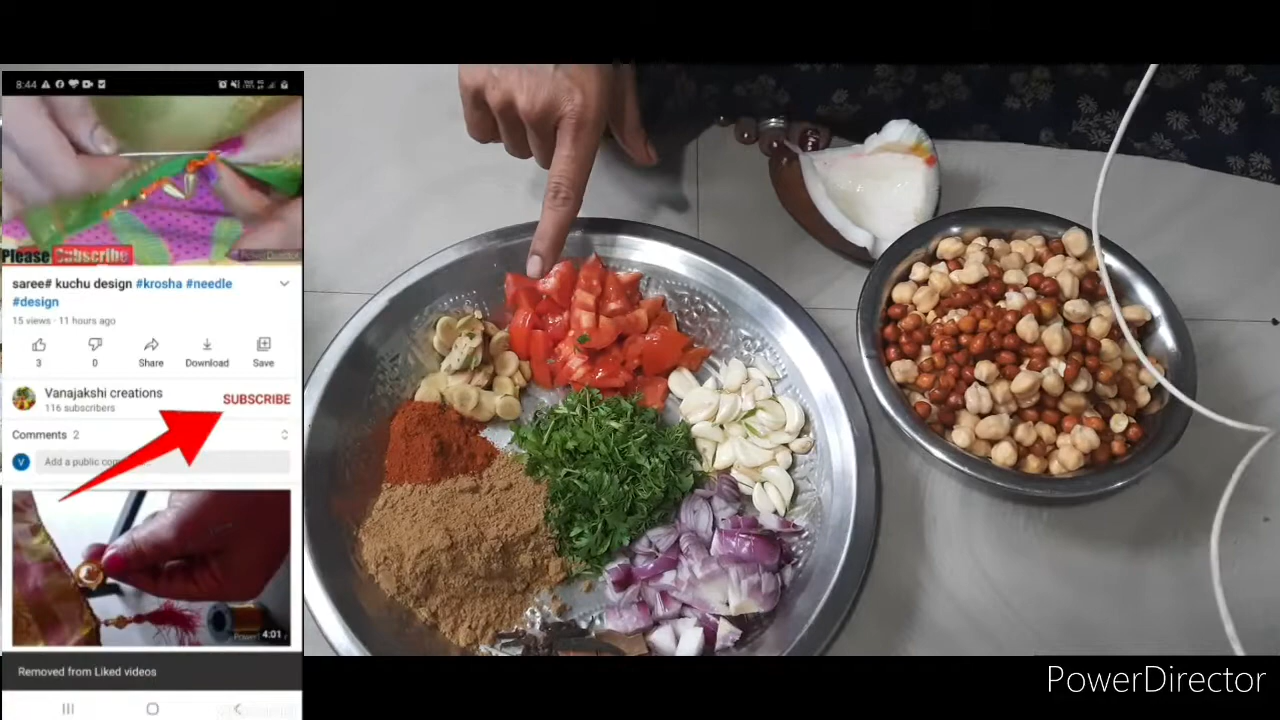 8:44
Please Subscribe
PowerDirector
saree# kuchu design #krosha #needle
#design
15 views · 11 hours ago
3
0
Share
Download
Save
Vanajakshi creations
116 subscribers
SUBSCRIBE
Comments 2
V
Add a public
4:01
Removed from Liked videos
PowerDirector